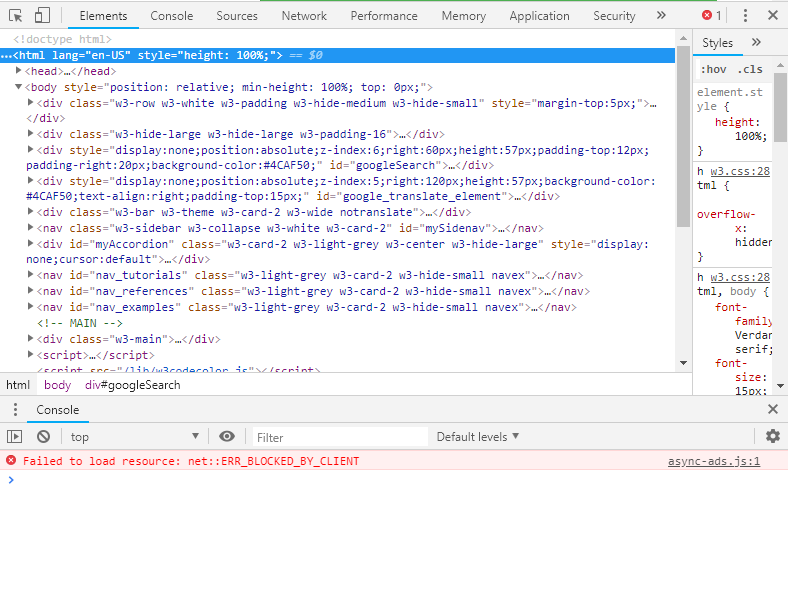 Elements Console Sources Network Performance Memory Application Security » 1
<!doctype html>
…<html lang="en-US" style="height: 100%;"> == $0
<head>…</head>
<body style="position: relative; min-height: 100%; top: 0px;">
<div class="w3-row w3-white w3-padding w3-hide-medium w3-hide-small" style="margin-top:5px;">…
</div>
<div class="w3-hide-large w3-hide-large w3-padding-16">…</div>
<div style="display:none;position:absolute;z-index:6;right:60px;height:57px;padding-top:12px;
padding-right:20px;background-color:#4CAF50;" id="googleSearch">…</div>
<div style="display:none;position:absolute;z-index:5;right:120px;height:57px;background-color:
#4CAF50;text-align:right;padding-top:15px;" id="google_translate_element">…</div>
<div class="w3-bar w3-theme w3-card-2 w3-wide notranslate">…</div>
<nav class="w3-sidebar w3-collapse w3-white w3-card-2" id="mySidenav">…</nav>
<div id="myAccordion" class="w3-card-2 w3-light-grey w3-center w3-hide-large" style="display:
none;cursor:default">…</div>
<nav id="nav_tutorials" class="w3-light-grey w3-card-2 w3-hide-small navex">…</nav>
<nav id="nav_references" class="w3-light-grey w3-card-2 w3-hide-small navex">…</nav>
<nav id="nav_examples" class="w3-light-grey w3-card-2 w3-hide-small navex">…</nav>
<!-- MAIN -->
<div class="w3-main">…</div>
<script>…</script>
<script src="/lib/w3codecolor.js"></script>
html body div#googleSearch
Styles »
:hov .cls
element.st
yle {
height:
100%;
}
h w3.css:28
tml {
overflow-
x:
hidden
}
h w3.css:28
tml, body {
font-
family
Verdan
serif;
font-
size:
15px;
Console
top Filter Default levels
Failed to load resource: net::ERR_BLOCKED_BY_CLIENT async-ads.js:1